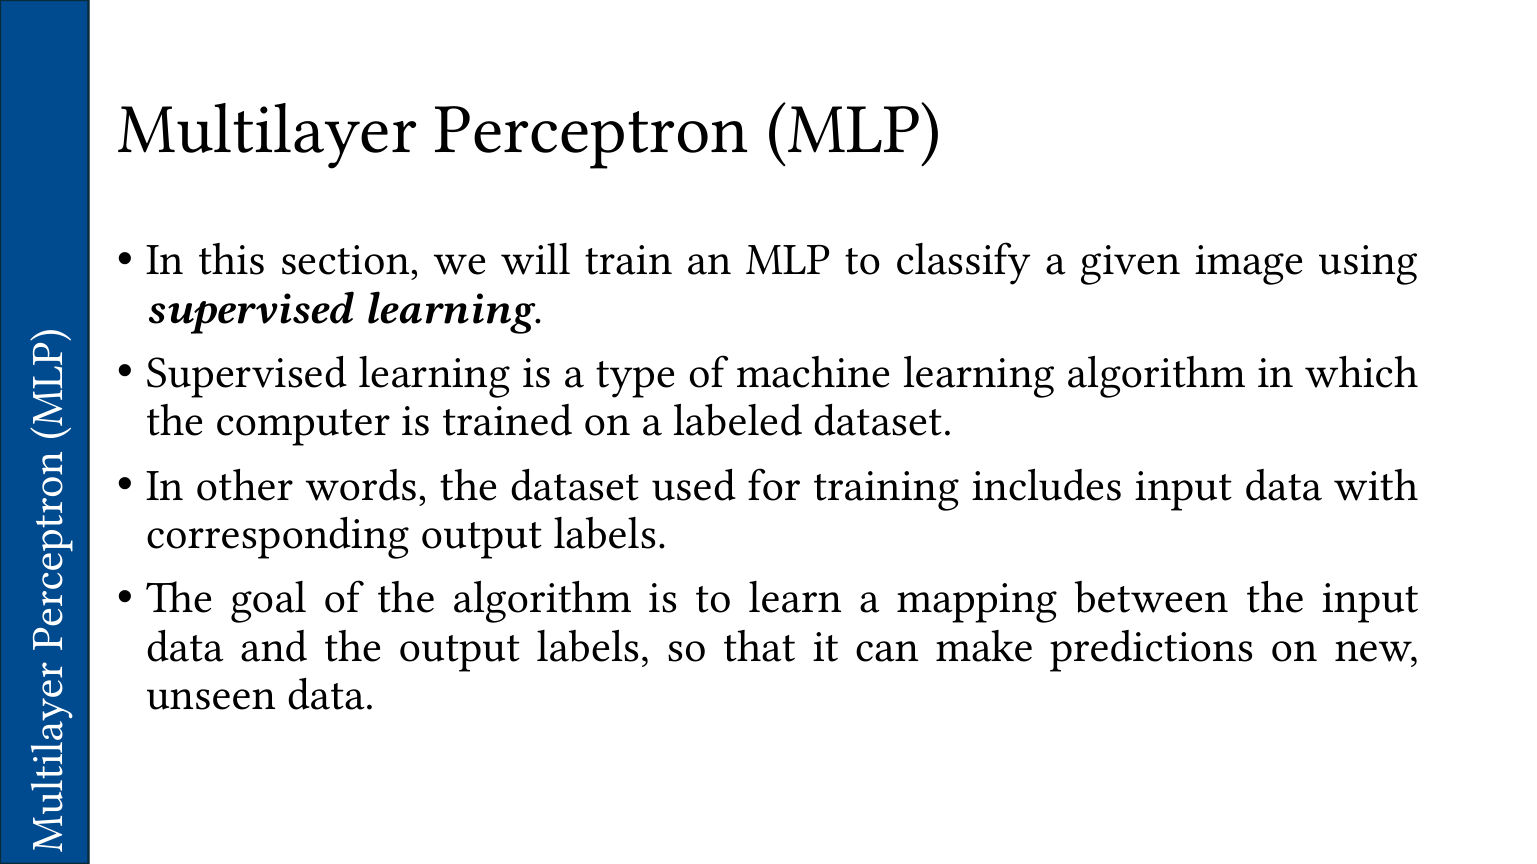 Multilayer Perceptron (MLP)
Multilayer Perceptron (MLP)
• In this section, we will train an MLP to classify a given image using
supervised learning.
• Supervised learning is a type of machine learning algorithm in which
the computer is trained on a labeled dataset.
• In other words, the dataset used for training includes input data with
corresponding output labels.
• The goal of the algorithm is to learn a mapping between the input
data and the output labels, so that it can make predictions on new,
unseen data.